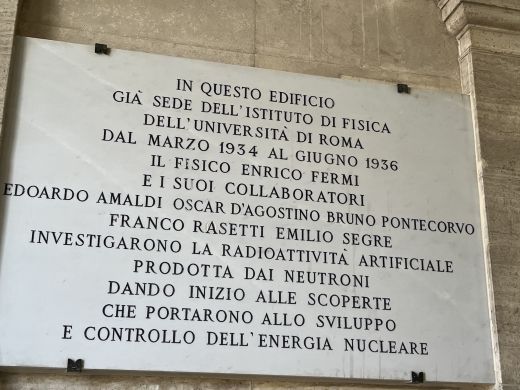 IN QUESTO EDIFICIO
GIÀ SEDE DELL'ISTITUTO DI FISICA
DELL'UNIVERSITÀ DI ROMA
DAL MARZO 1934 AL GIUGNO 1936
IL FISICO ENRICO FERMI
E I SUOI COLLABORATORI
EDOARDO AMALDI OSCAR D'AGOSTINO BRUNO PONTECORVO
FRANCO RASETTI EMILIO SEGRE
INVESTIGARONO LA RADIOATTIVITÀ ARTIFICIALE
PRODOTTA DAI NEUTRONI
DANDO INIZIO ALLE SCOPERTE
CHE PORTARONO ALLO SVILUPPO
E CONTROLLO DELL'ENERGIA NUCLEARE